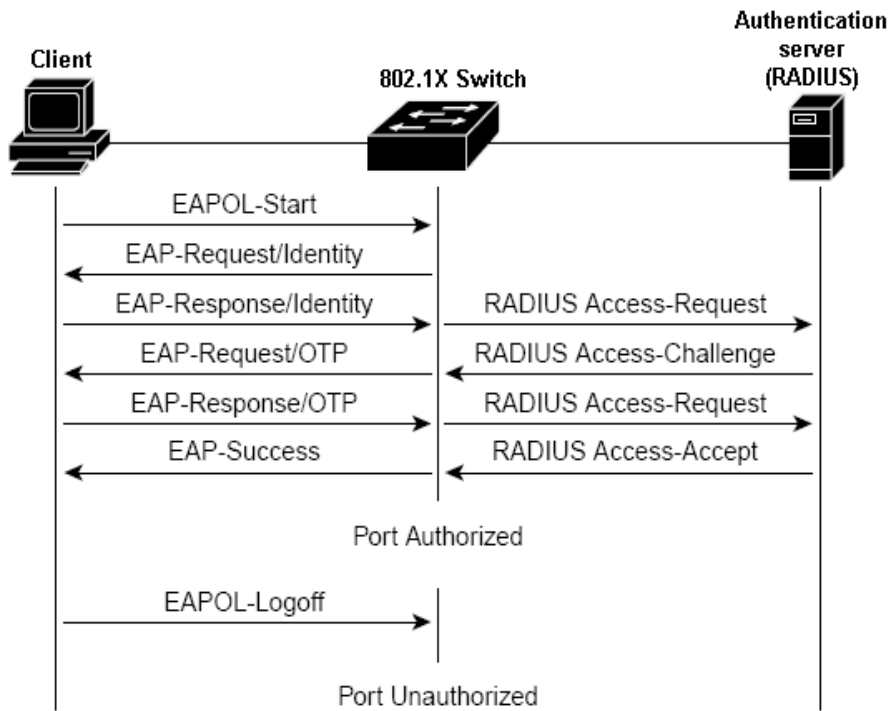 Authentication
server
(RADIUS)
Client
802.1X Switch
EAPOL-Start
EAP-Request/Identity
EAP-Response/Identity
RADIUS Access-Request
EAP-Request/OTP
RADIUS Access-Challenge
EAP-Response/OTP
RADIUS Access-Request
EAP-Success
RADIUS Access-Accept
Port Authorized
EAPOL-Logoff
Port Unauthorized